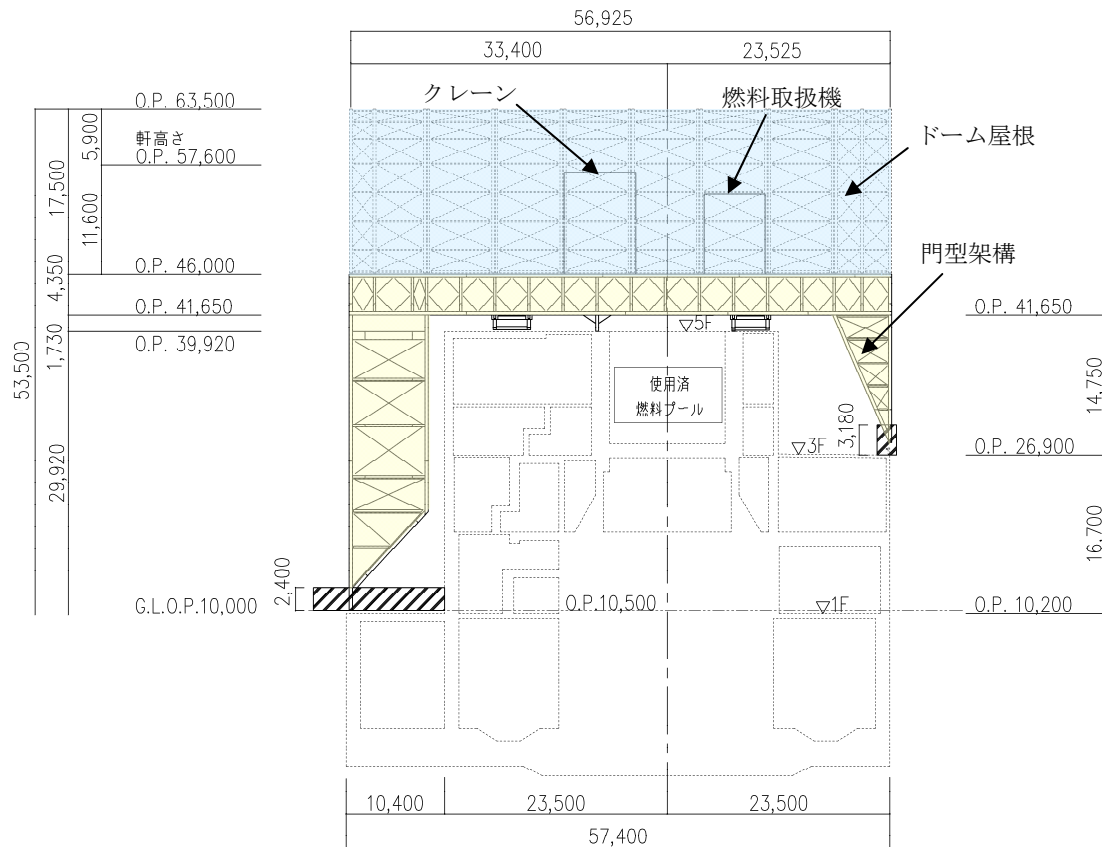 56,925
33,400
23,525
クレーン
燃料取扱機
ドーム屋根
門型架構
O.P. 63,500
軒高さ
O.P. 57,600
O.P. 46,000
O.P. 41,650
O.P. 39,920
G.L.O.P.10,000
53,500
17,500
4,350
1,730
29,920
5,900
11,600
2,400
▽5F
使用済
燃料プール
▽3F
3,180
O.P.10,500
▽1F
O.P. 41,650
O.P. 26,900
O.P. 10,200
14.750
16.700
10,400
23,500
23,500
57,400